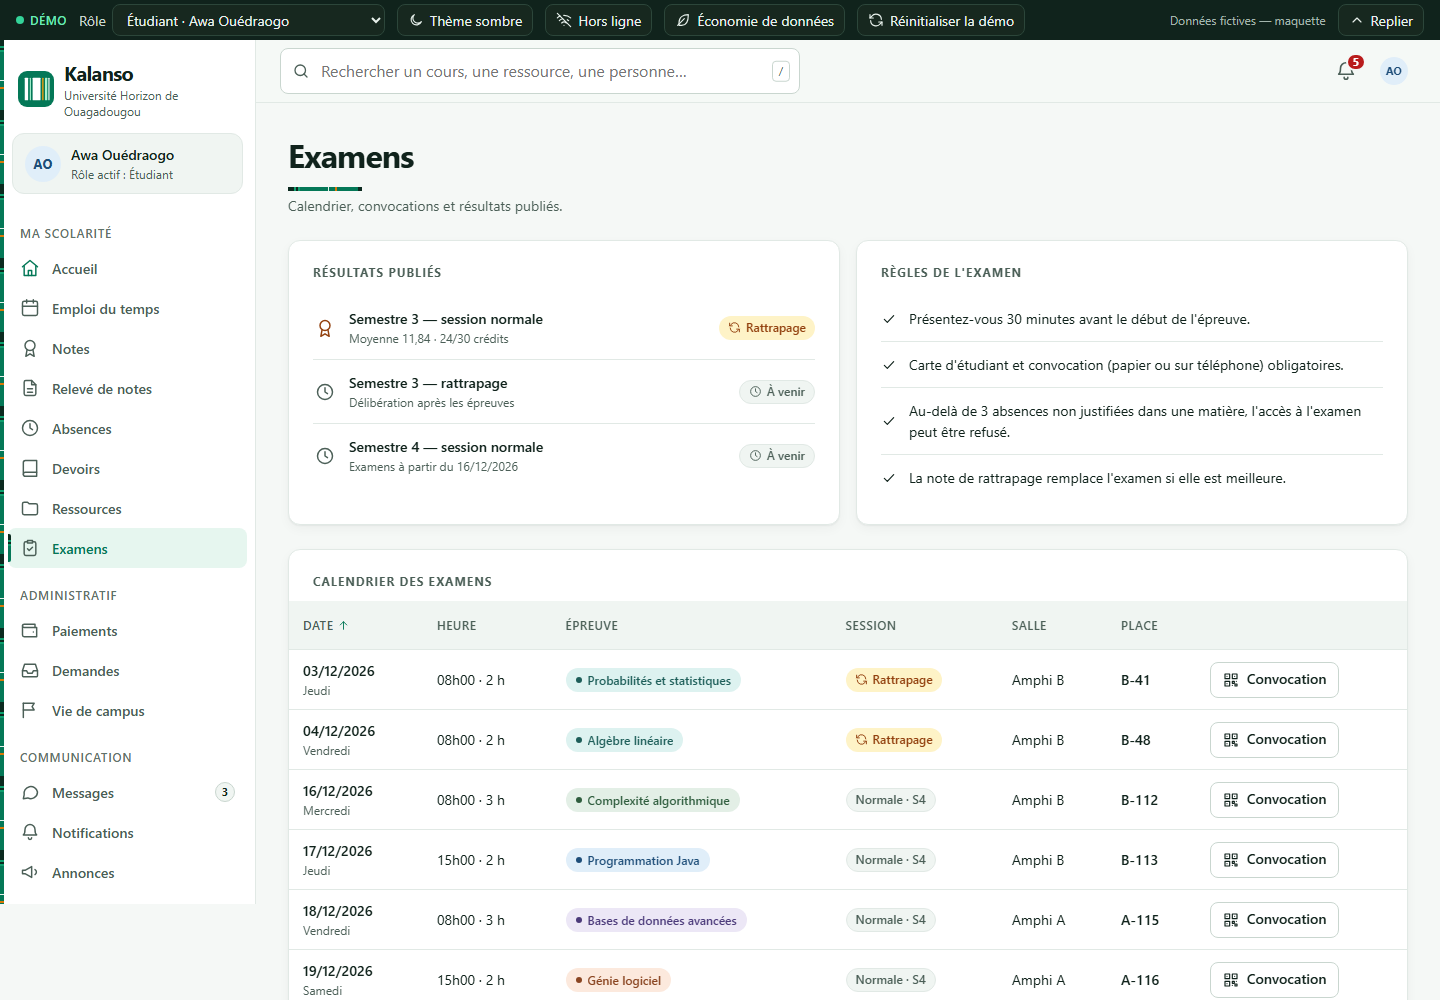 DÉMO Rôle Étudiant · Awa Ouédraogo Thème sombre Hors ligne Économie de données Réinitialiser la démo Données fictives — maquette Replier
Kalanso
Université Horizon de
Ouagadougou
Rechercher un cours, une ressource, une personne... /
5
AO
AO
Awa Ouédraogo
Rôle actif : Étudiant
MA SCOLARITÉ
Accueil
Emploi du temps
Notes
Relevé de notes
Absences
Devoirs
Ressources
Examens
ADMINISTRATIF
Paiements
Demandes
Vie de campus
COMMUNICATION
Messages 3
Notifications
Annonces
Examens
Calendrier, convocations et résultats publiés.
RÉSULTATS PUBLIÉS
Semestre 3 — session normale
Moyenne 11,84 · 24/30 crédits
Rattrapage
Semestre 3 — rattrapage
Délibération après les épreuves
À venir
Semestre 4 — session normale
Examens à partir du 16/12/2026
À venir
RÈGLES DE L'EXAMEN
Présentez-vous 30 minutes avant le début de l'épreuve.
Carte d'étudiant et convocation (papier ou sur téléphone) obligatoires.
Au-delà de 3 absences non justifiées dans une matière, l'accès à l'examen
peut être refusé.
La note de rattrapage remplace l'examen si elle est meilleure.
CALENDRIER DES EXAMENS
DATE HEURE ÉPREUVE SESSION SALLE PLACE
03/12/2026 08h00 · 2 h Probabilités et statistiques Rattrapage Amphi B B-41 Convocation
Jeudi
04/12/2026 08h00 · 2 h Algèbre linéaire Rattrapage Amphi B B-48 Convocation
Vendredi
16/12/2026 08h00 · 3 h Complexité algorithmique Normale · S4 Amphi B B-112 Convocation
Mercredi
17/12/2026 15h00 · 2 h Programmation Java Normale · S4 Amphi B B-113 Convocation
Jeudi
18/12/2026 08h00 · 3 h Bases de données avancées Normale · S4 Amphi A A-115 Convocation
Vendredi
19/12/2026 15h00 · 2 h Génie logiciel Normale · S4 Amphi A A-116 Convocation
Samedi